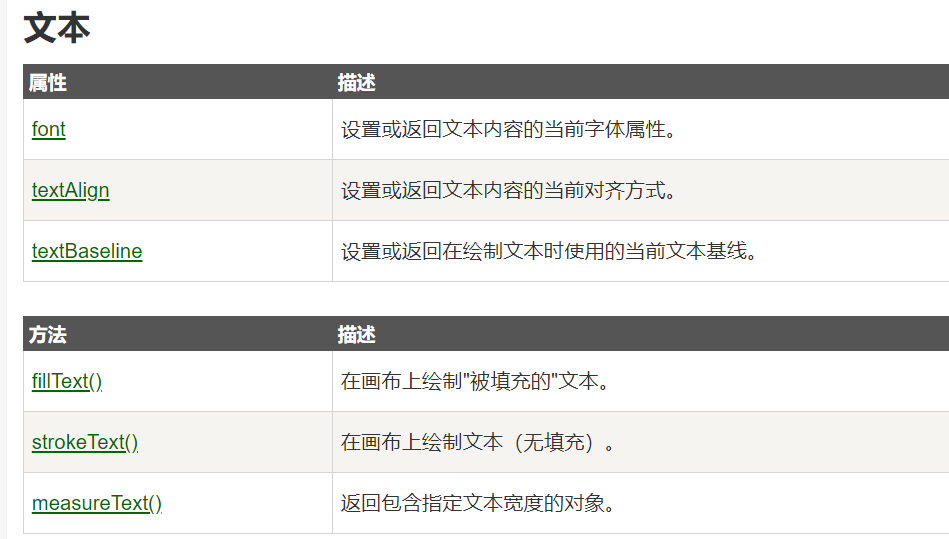 文本
属性 描述
font 设置或返回文本内容的当前字体属性。
textAlign 设置或返回文本内容的当前对齐方式。
textBaseline 设置或返回在绘制文本时使用的当前文本基线。
方法 描述
fillText() 在画布上绘制"被填充的"文本。
strokeText() 在画布上绘制文本（无填充）。
measureText() 返回包含指定文本宽度的对象。